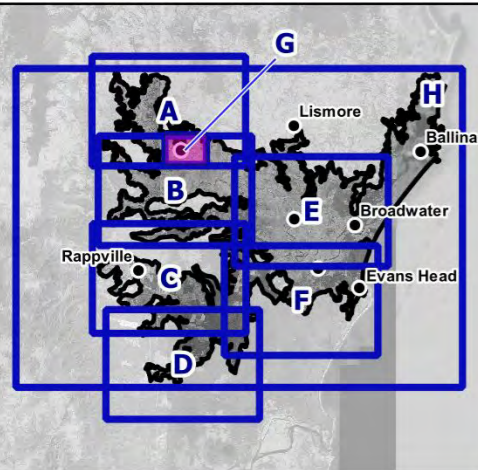 G
A
H
Lismore
Ballina
B
E
Broadwater
Rappville
C
Evans Head
F
D